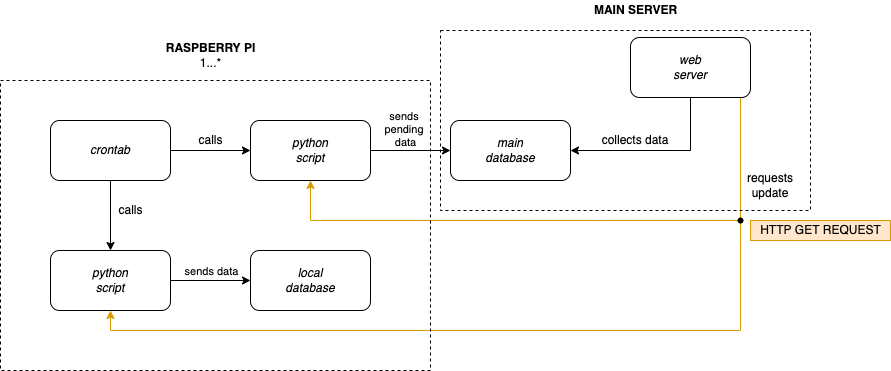 MAIN SERVER
RASPBERRY PI
1...*
web
server
sends
pending
data
crontab
calls
python
script
main
database
collects data
requests
update
calls
HTTP GET REQUEST
python
script
sends data
local
database